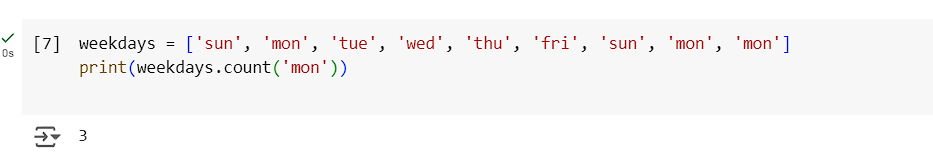 [7] weekdays = ['sun', 'mon', 'tue', 'wed', 'thu', 'fri', 'sun', 'mon', 'mon']
0s print(weekdays.count('mon'))
3